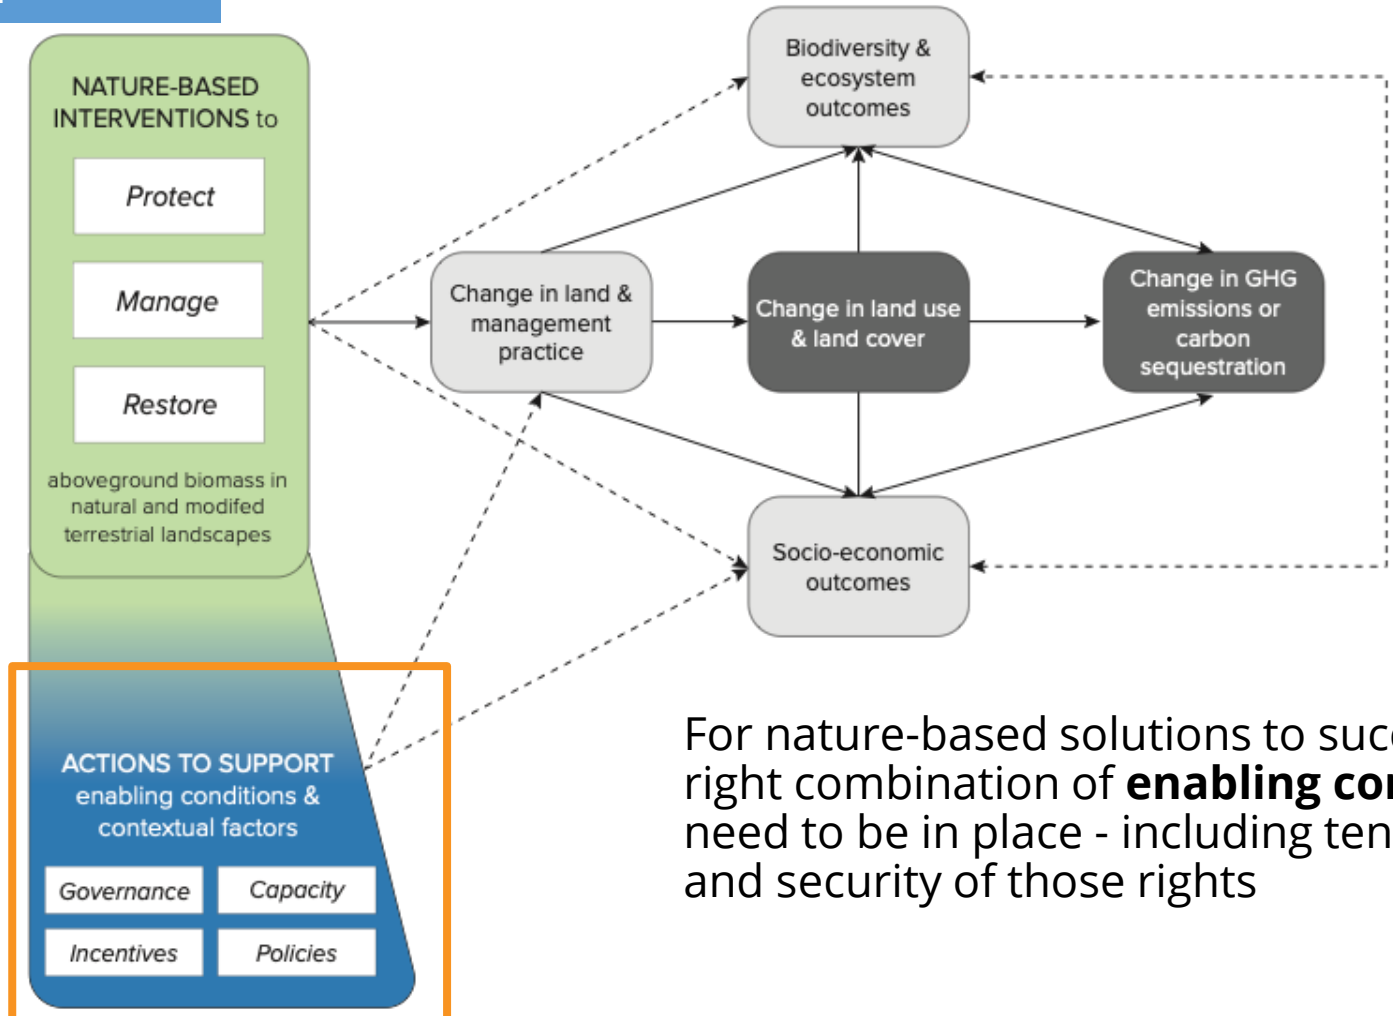 NATURE-BASED
INTERVENTIONS to
Protect
Manage
Restore
aboveground biomass in
natural and modifed
terrestrial landscapes
ACTIONS TO SUPPORT
enabling conditions &
contextual factors
Governance
Capacity
Incentives
Policies
Change in land &
management
practice
Biodiversity &
ecosystem
outcomes
Change in land use
& land cover
Socio-economic
outcomes
Change in GHG
emissions or
carbon
sequestration
For nature-based solutions to
right combination of enabling
need to be in place - including
and security of those rights